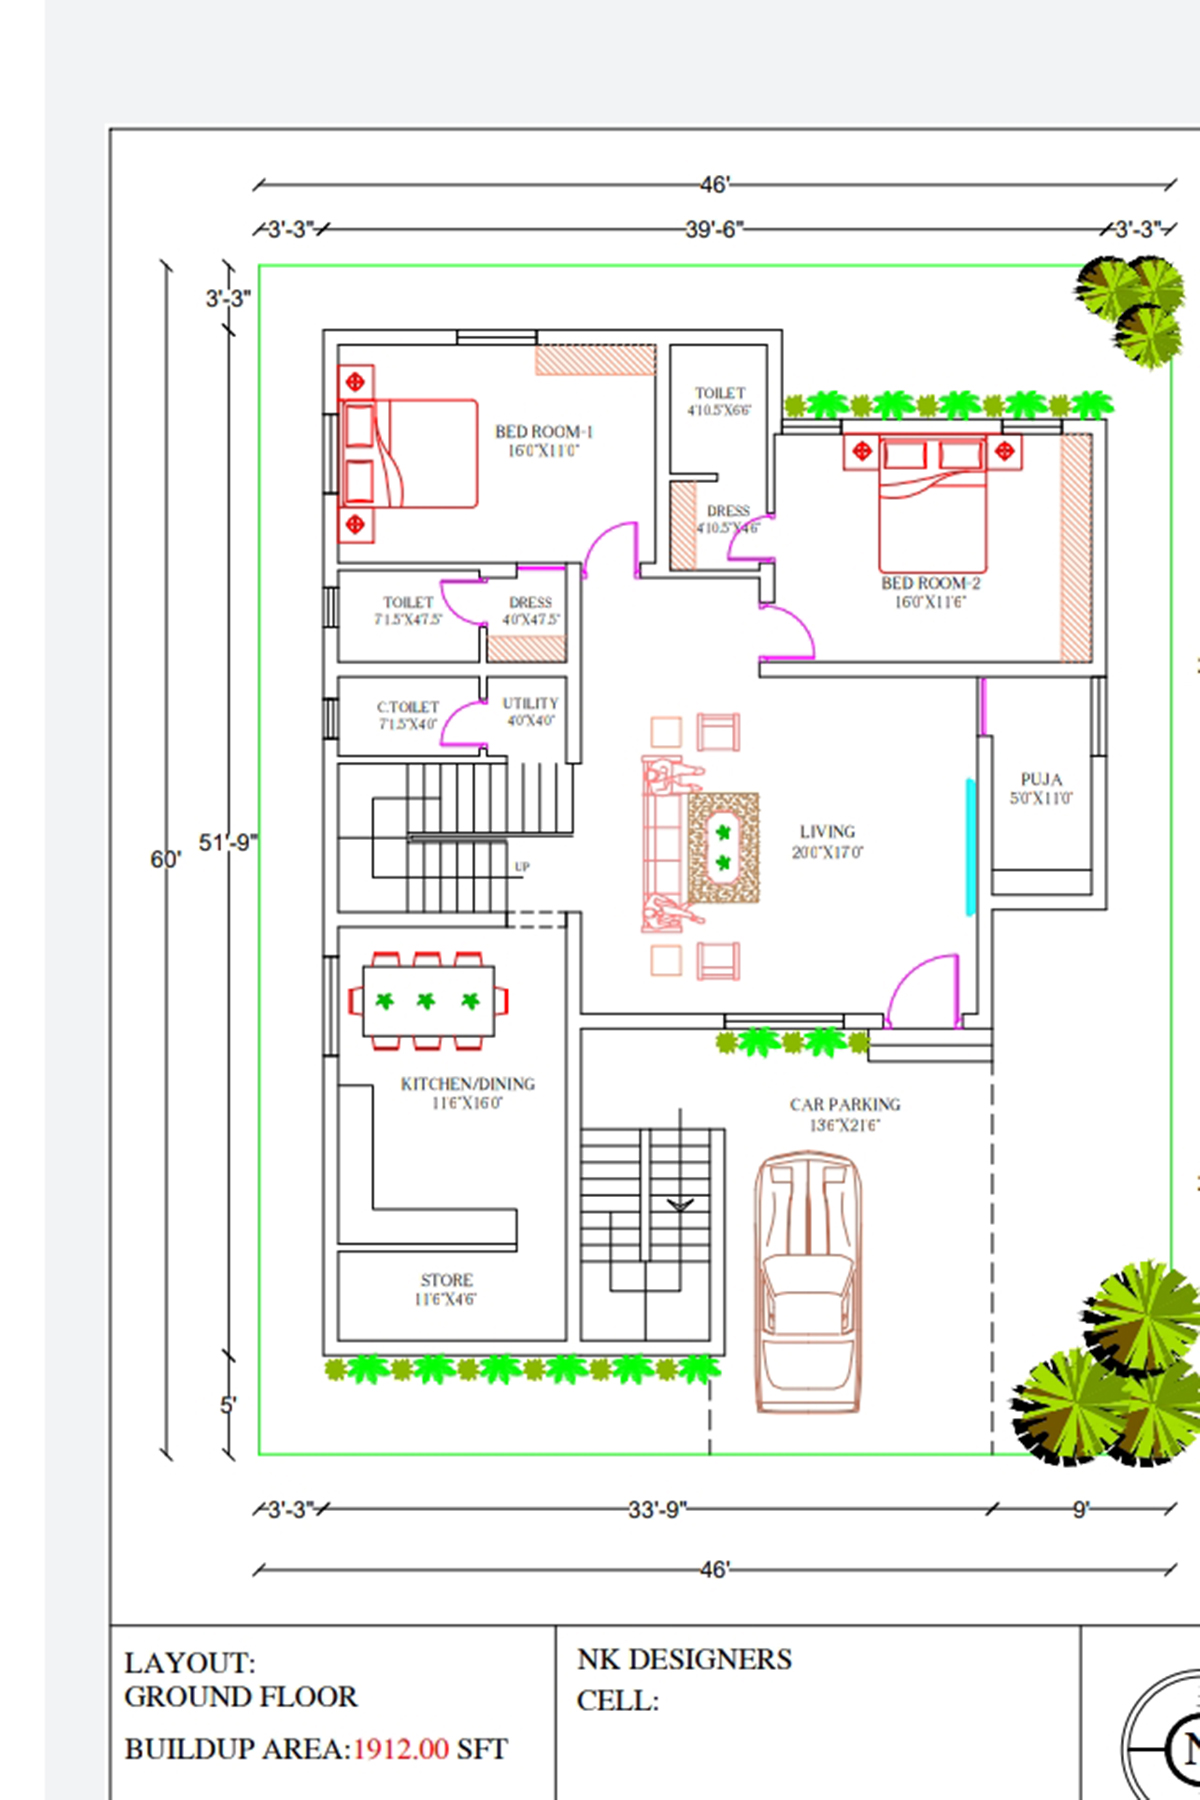 46'
3'-3"
39'-6"
3'-3"
3'-3"
TOILET
4'10.5"X6'6"
BED ROOM-1
16'0"X11'0"
DRESS
4'10.5"X4'6"
BED ROOM-2
16'0"X11'6"
TOILET
7'1.5"X4'7.5"
DRESS
4'0"X4'7.5"
C.TOILET
7'1.5"X4'0"
UTILITY
4'0"X4'0"
PUJA
5'0"X11'0"
LIVING
20'0"X17'0"
51'-9"
60'
UP
KITCHEN/DINING
11'6"X16'0"
CAR PARKING
13'6"X21'6"
STORE
11'6"X4'6"
5'
3'-3"
33'-9"
9'
46'
LAYOUT:
GROUND FLOOR
BUILDUP AREA:1912.00 SFT
NK DESIGNERS
CELL:
N